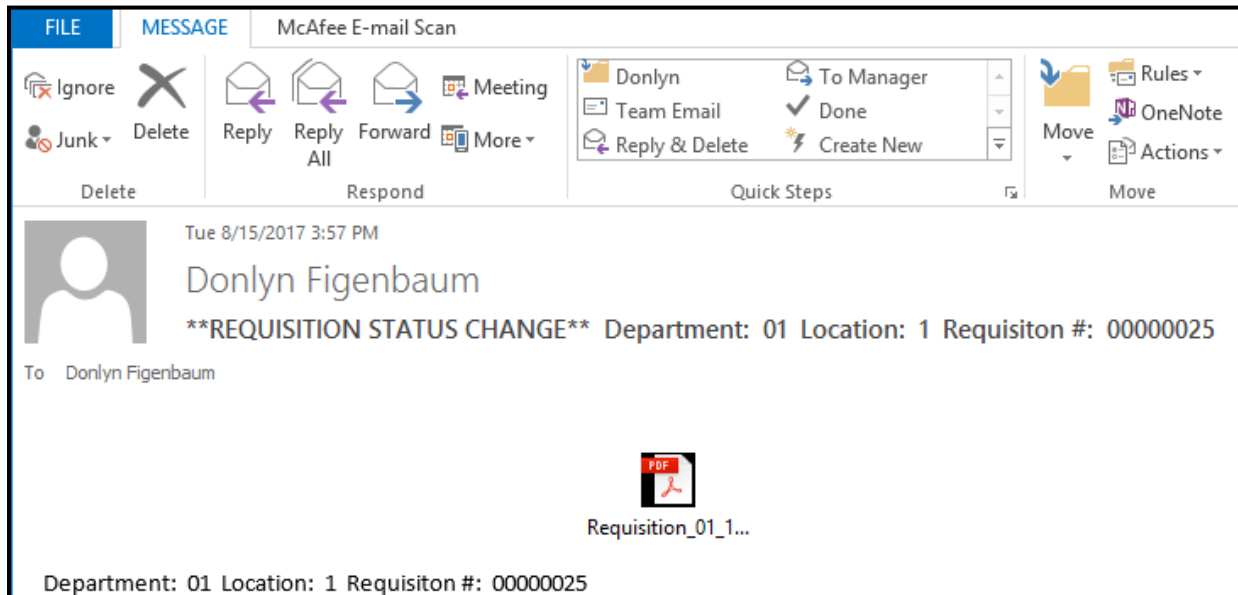 FILE MESSAGE McAfee E-mail Scan
Ignore
Junk
Delete
Reply
Reply All
Forward
Meeting
More
Donlyn
To Manager
Team Email
Done
Reply & Delete
Create New
Move
Rules
OneNote
Actions
Delete Respond Quick Steps Move
Tue 8/15/2017 3:57 PM
Donlyn Figenbaum
**REQUISITION STATUS CHANGE** Department: 01 Location: 1 Requisiton #: 00000025
To Donlyn Figenbaum
PDF
Requisition_01_1...
Department: 01 Location: 1 Requisiton #: 00000025